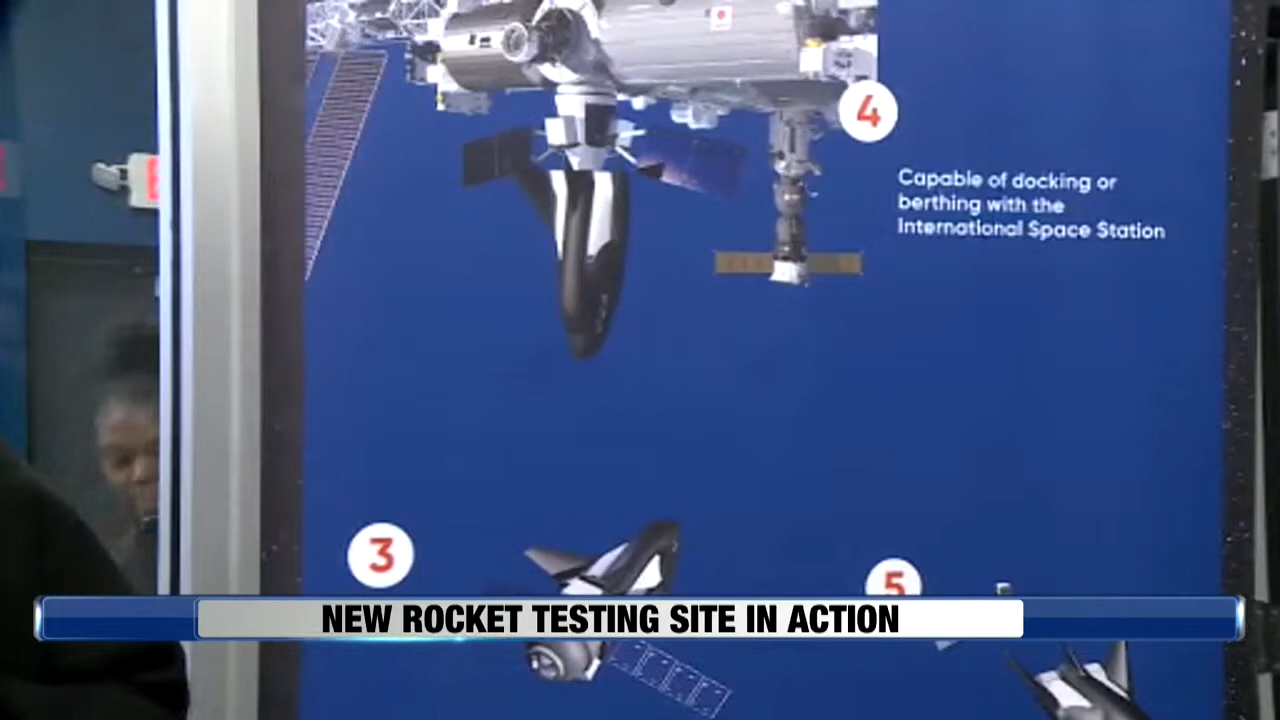 4
Capable of docking or
berthing with the
International Space Station
3
5
NEW ROCKET TESTING SITE IN ACTION